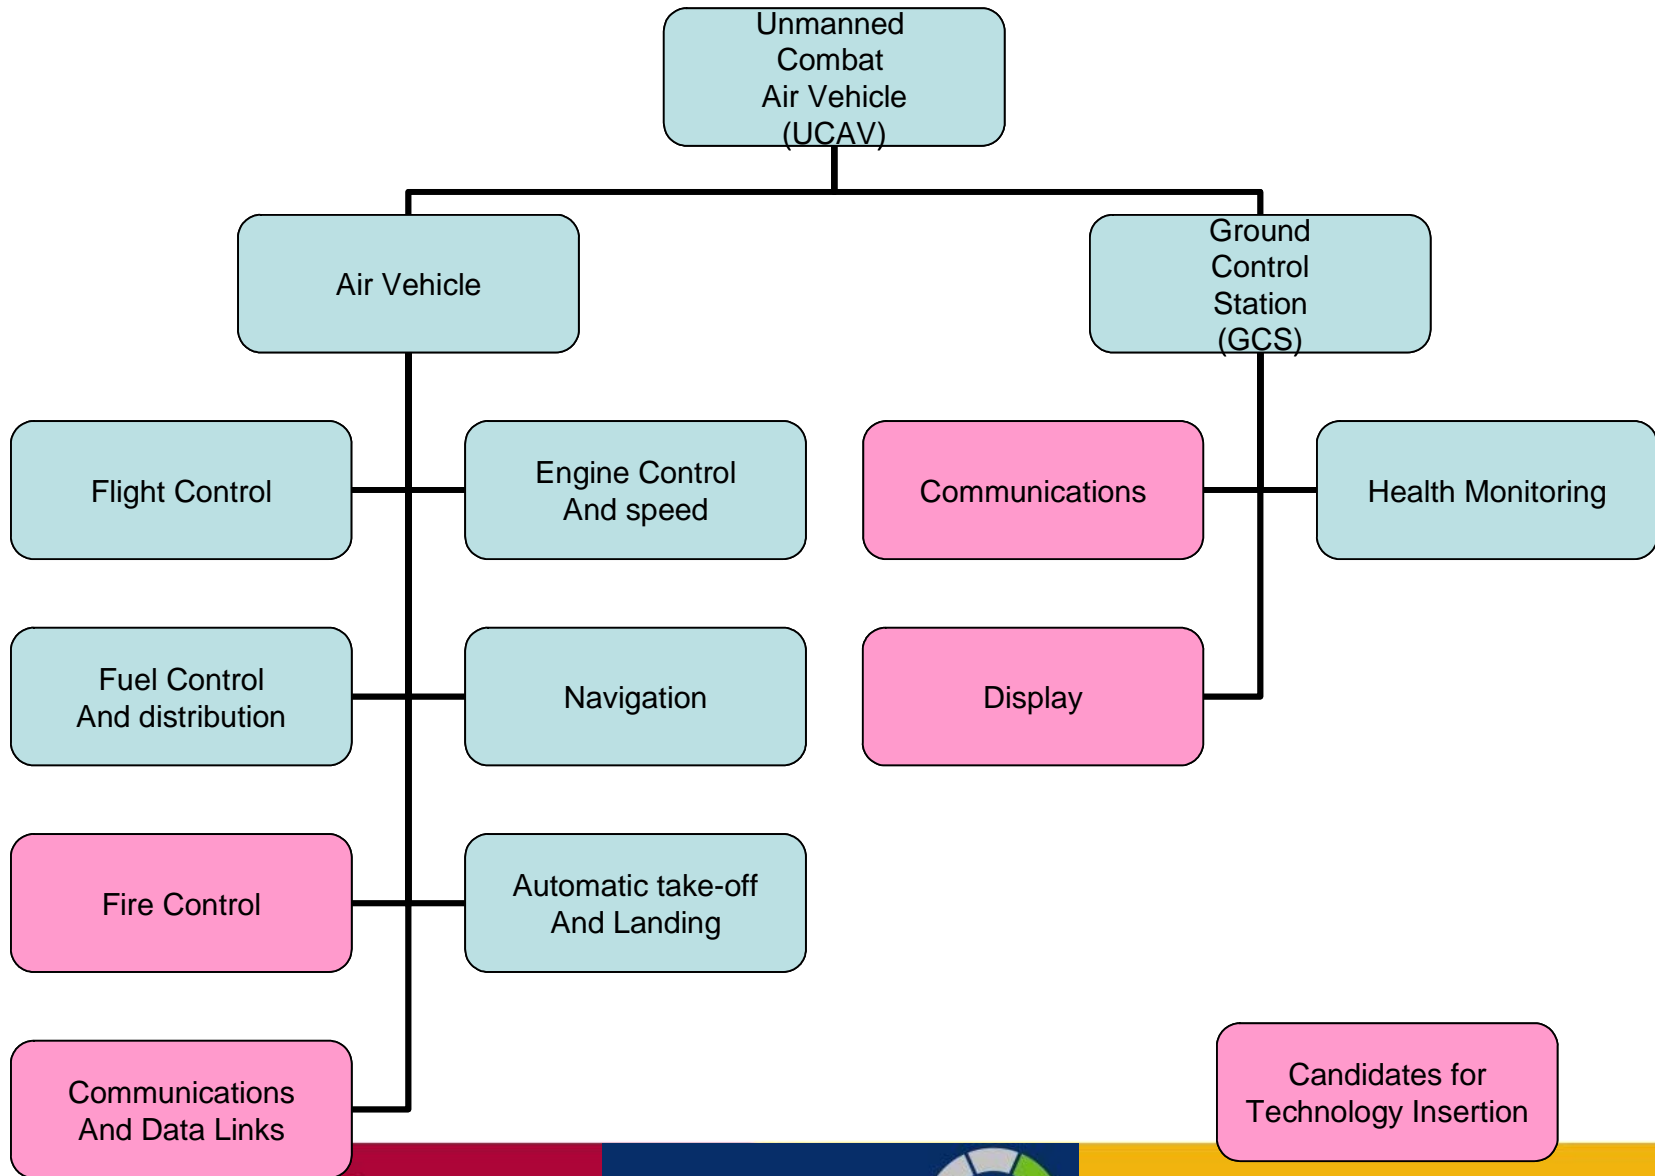 Unmanned
Combat
Air Vehicle
(UCAV)
Air Vehicle
Ground
Control
Station
(GCS)
Flight Control
Engine Control
And speed
Communications
Health Monitoring
Fuel Control
And distribution
Navigation
Display
Fire Control
Automatic take-off
And Landing
Communications
And Data Links
Candidates for
Technology Insertion